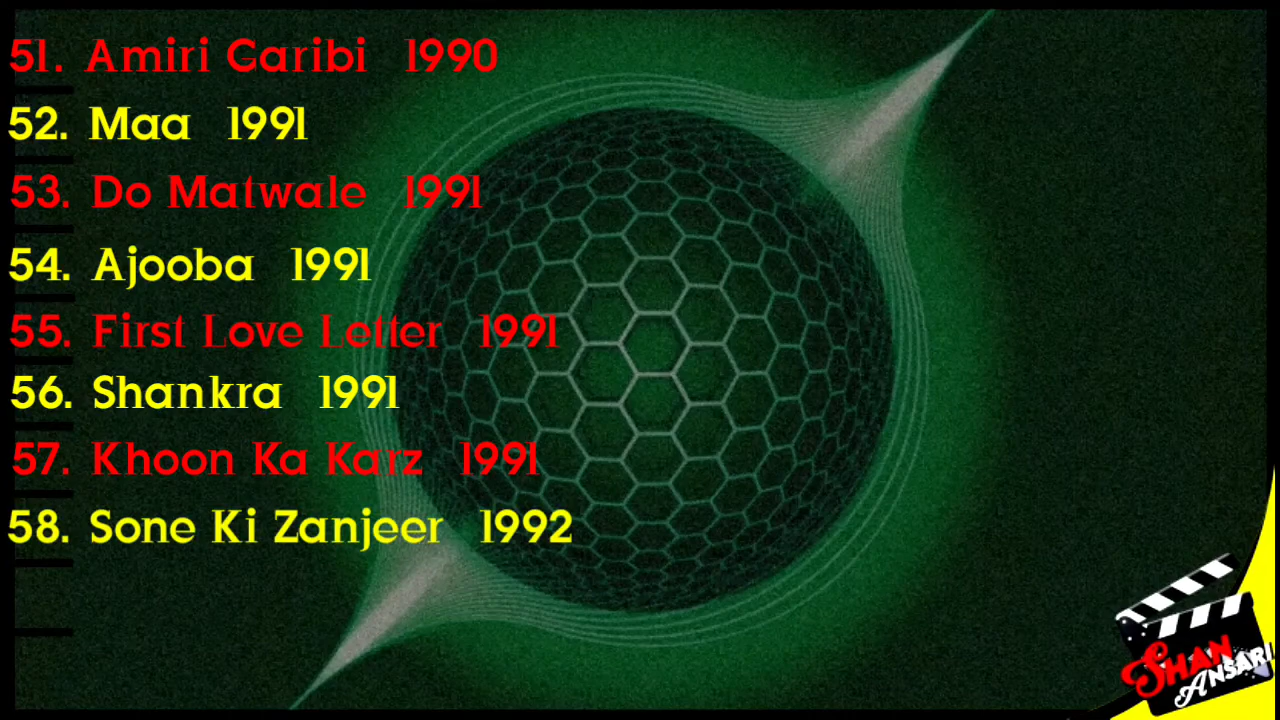 51. Amiri Garibi 1990
52. Maa 1991
53. Do Matwale 1991
54. Ajooba 1991
55. First Love Letter 1991
56. Shankra 1991
57. Khoon Ka Karz 1991
58. Sone Ki Zanjeer 1992
Shan
Ansari